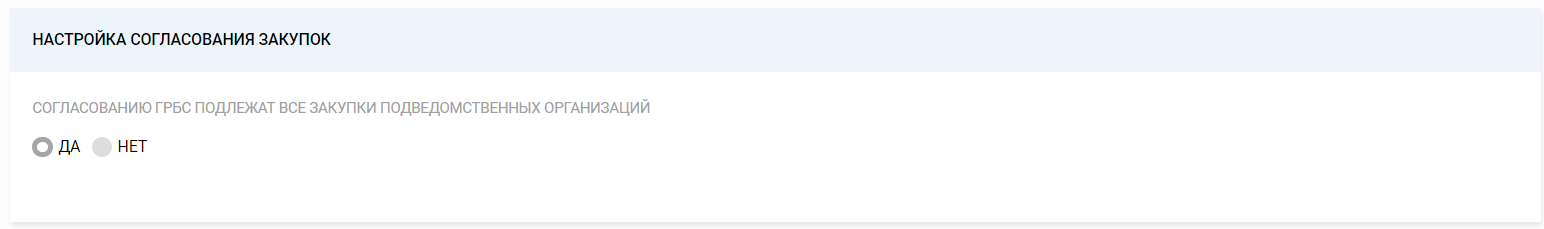 НАСТРОЙКА СОГЛАСОВАНИЯ ЗАКУПОК
СОГЛАСОВАНИЮ ГРБС ПОДЛЕЖАТ ВСЕ ЗАКУПКИ ПОДВЕДОМСТВЕННЫХ ОРГАНИЗАЦИЙ
ДА НЕТ